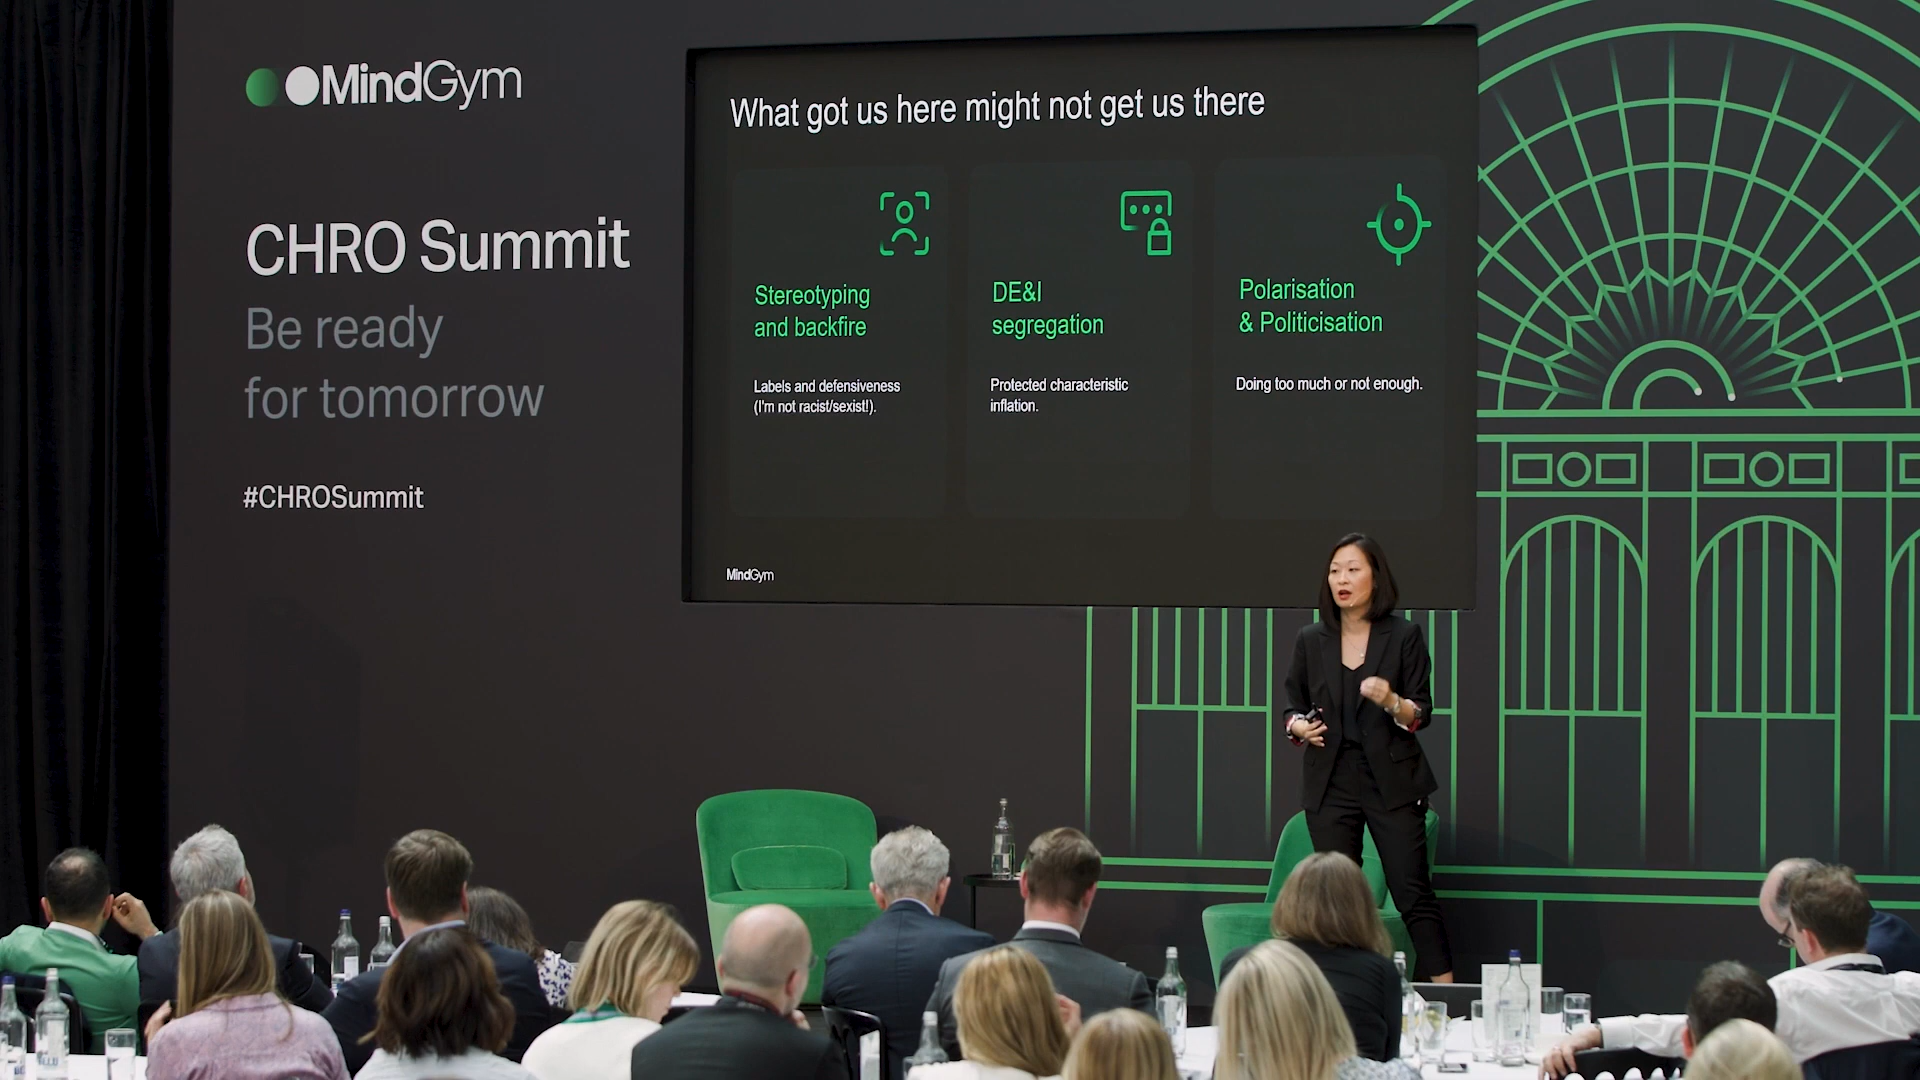 MindGym
CHRO Summit
Be ready
for tomorrow
#CHROSummit
What got us here might not get us there
Stereotyping
and backfire
Labels and defensiveness
(I'm not racist/sexist!).
DE&I
segregation
Protected characteristic
inflation.
Polarisation
& Politicisation
Doing too much or not enough.
MindGym